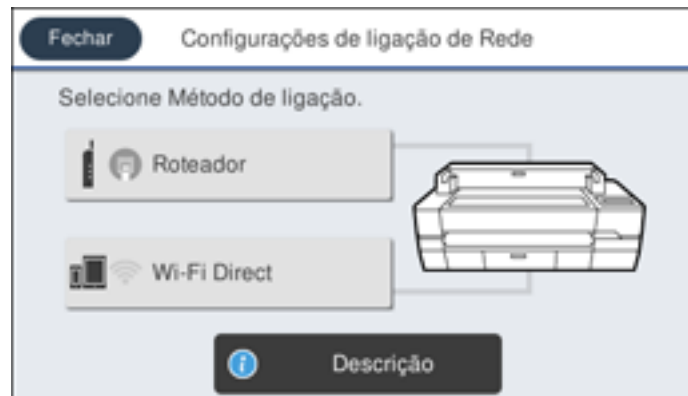 Fechar
Configurações de ligação de Rede
Selecione Método de ligação.
Roteador
Wi-Fi Direct
Descrição